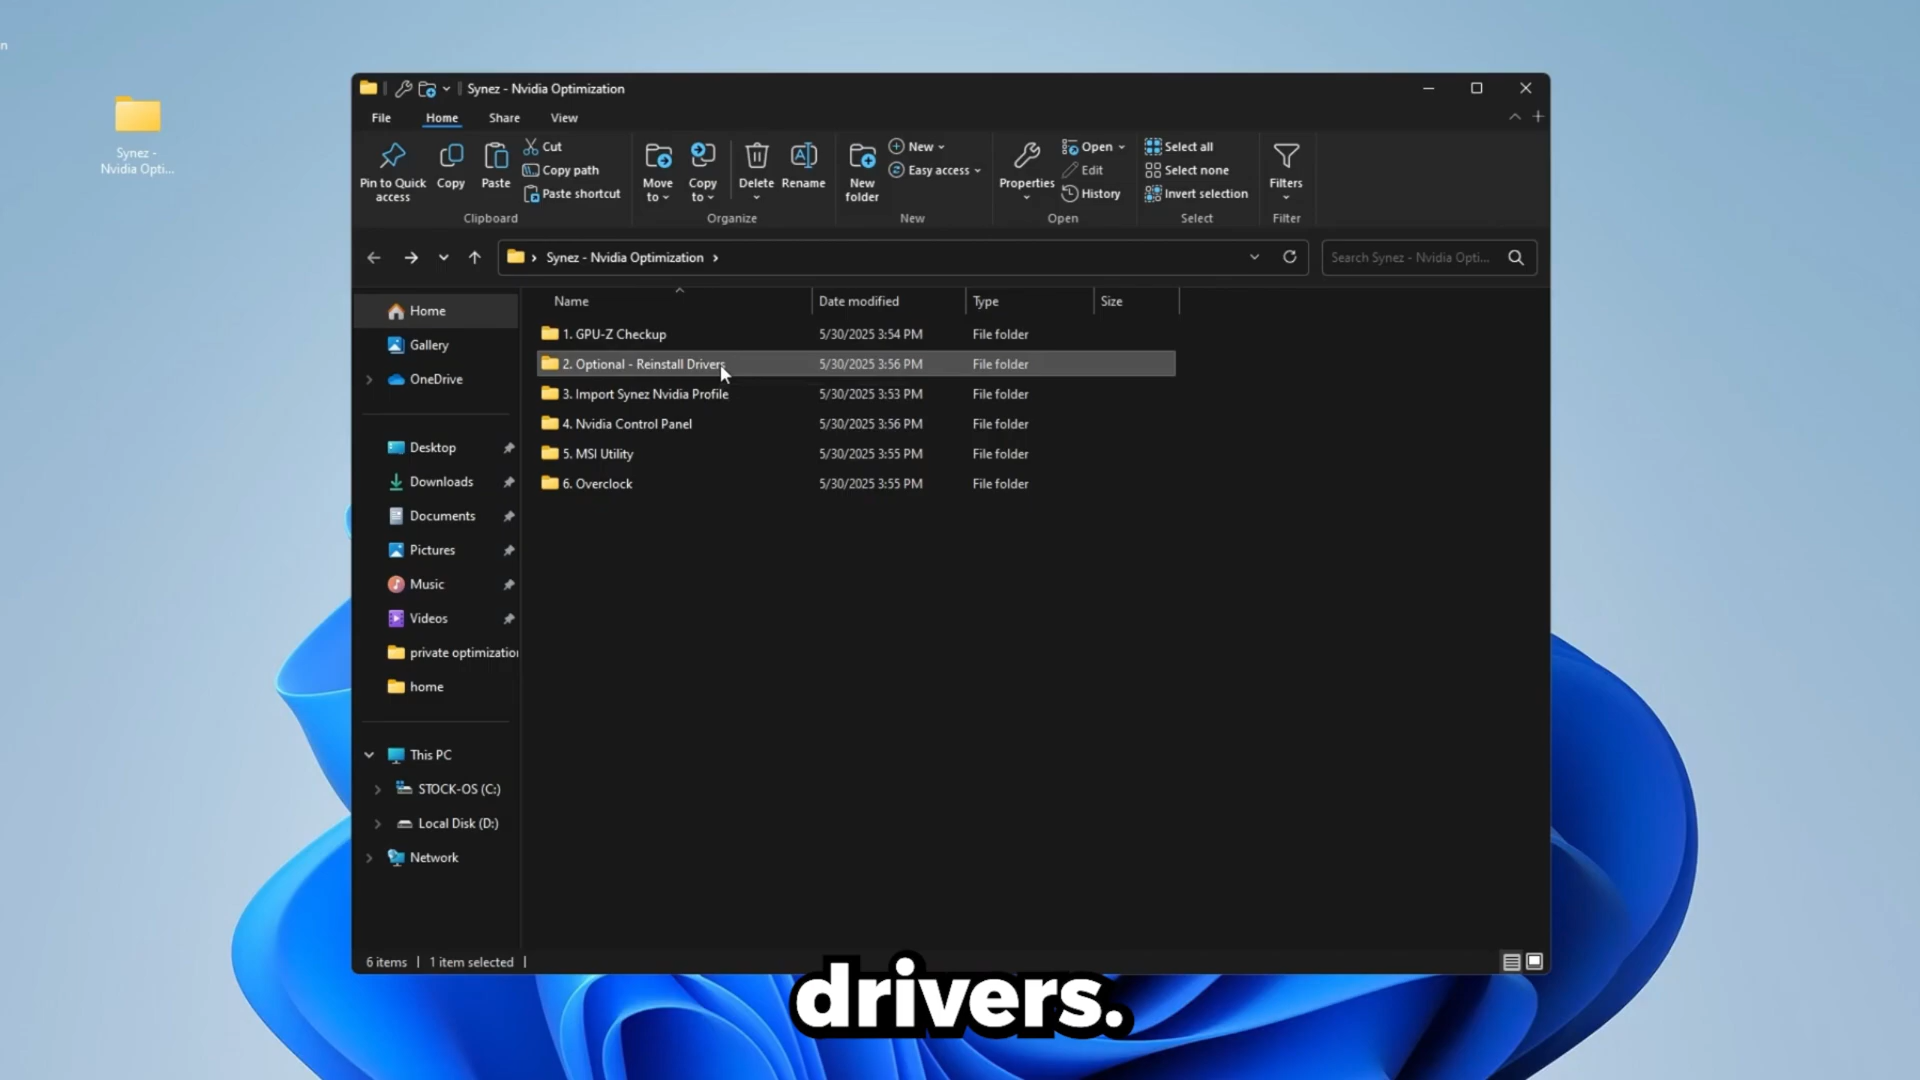 n
Synez -
Nvidia Opti...
Synez - Nvidia Optimization
File Home Share View
Pin to Quick
access
Copy
Paste
Cut
Copy path
Paste shortcut
Clipboard
Move
to
Copy
to
Delete
Rename
Organize
New
folder
New
Easy access
New
Properties
Open
Edit
History
Open
Select all
Select none
Invert selection
Select
Filters
Filter
Synez - Nvidia Optimization
Search Synez - Nvidia Opti...
Home
Gallery
OneDrive
Desktop
Downloads
Documents
Pictures
Music
Videos
private optimization
home
This PC
STOCK-OS (C:)
Local Disk (D:)
Network
Name Date modified Type Size
1. GPU-Z Checkup 5/30/2025 3:54 PM File folder
2. Optional - Reinstall Drivers 5/30/2025 3:56 PM File folder
3. Import Synez Nvidia Profile 5/30/2025 3:53 PM File folder
4. Nvidia Control Panel 5/30/2025 3:56 PM File folder
5. MSI Utility 5/30/2025 3:55 PM File folder
6. Overclock 5/30/2025 3:55 PM File folder
6 items 1 item selected
drivers.